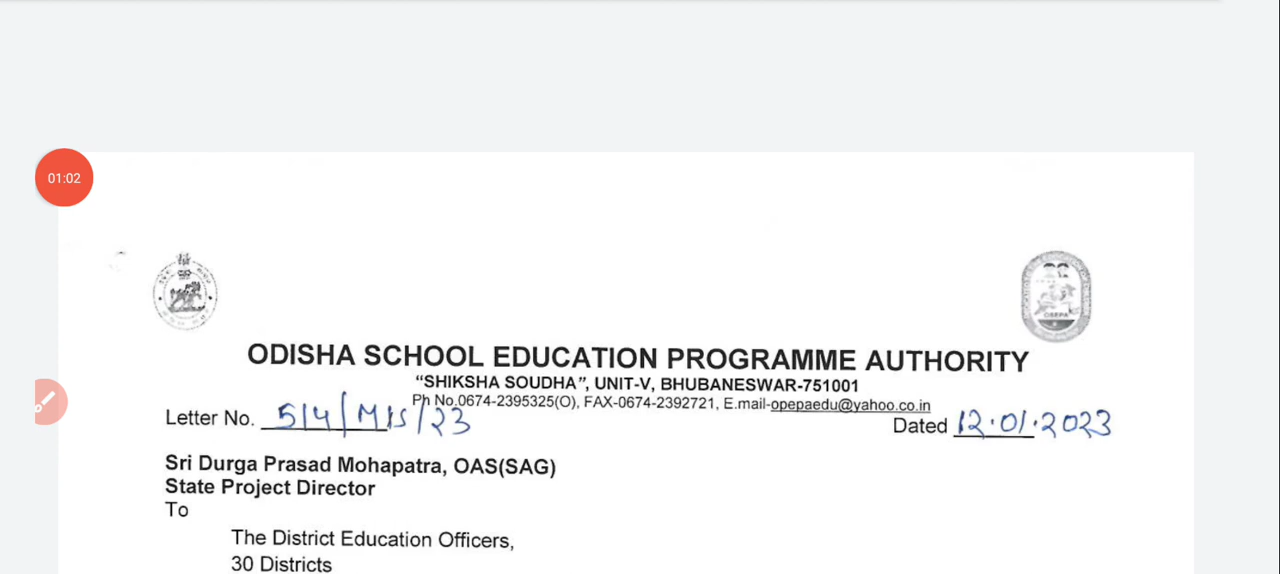 01:02
OSEPA
ODISHA SCHOOL EDUCATION PROGRAMME AUTHORITY
“SHIKSHA SOUDHA”, UNIT-V, BHUBANESWAR-751001
Ph No.0674-2395325(O), FAX-0674-2392721, E.mail-opepaedu@yahoo.co.in
Letter No. 514/MIS/23
Dated 12.01.2023
Sri Durga Prasad Mohapatra, OAS(SAG)
State Project Director
To
The District Education Officers,
30 Districts